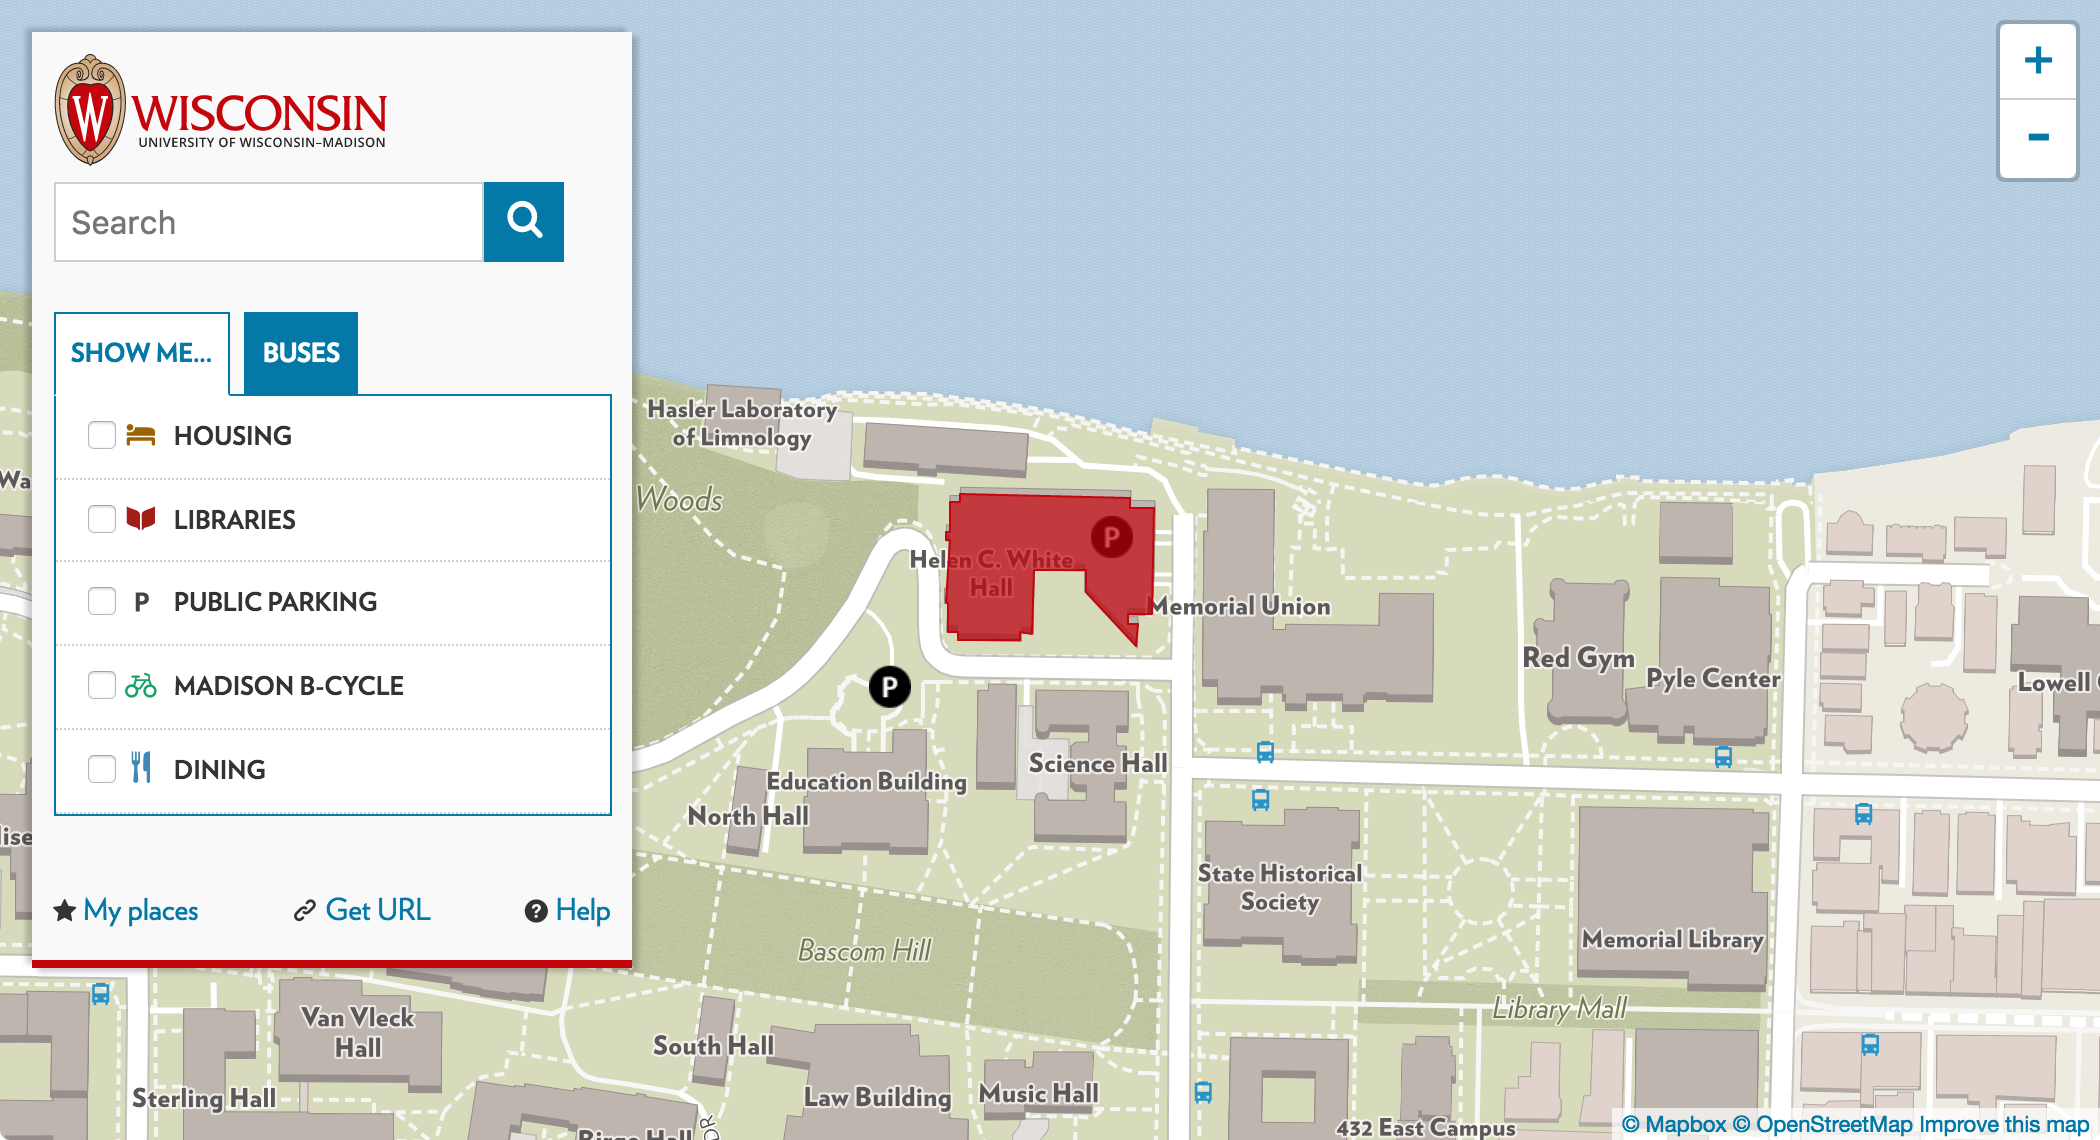 W
WISCONSIN
UNIVERSITY OF WISCONSIN–MADISON
Search
SHOW ME...
BUSES
HOUSING
LIBRARIES
P PUBLIC PARKING
MADISON B-CYCLE
DINING
My places
Get URL
? Help
+
−
Hasler Laboratory
of Limnology
Woods
P
Helen C. White
Hall
Memorial Union
P
Red Gym
Pyle Center
Lowell
Science Hall
Education Building
North Hall
State Historical
Society
Memorial Library
Bascom Hill
Library Mall
Van Vleck
Hall
South Hall
Sterling Hall
Law Building
Music Hall
Birge Hall
DR
432 East Campus
© Mapbox © OpenStreetMap Improve this map